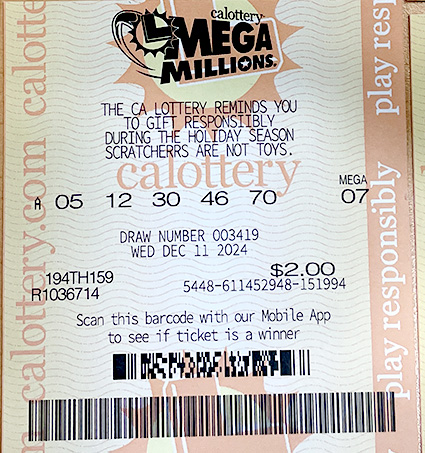 calottery
MEGA
MILLIONS
THE CA LOTTERY REMINDS YOU
TO GIFT RESPONSIBLY
DURING THE HOLIDAY SEASON
SCRATCHERRS ARE NOT TOYS.
calottery
MEGA
A 05 12 30 46 70 07
DRAW NUMBER 003419
WED DEC 11 2024
$2.00
194TH159
R1036714 5448-611452948-151994
Scan this barcode with our Mobile App
to see if ticket is a winner
calottery.com calotte
play responsibly play resp